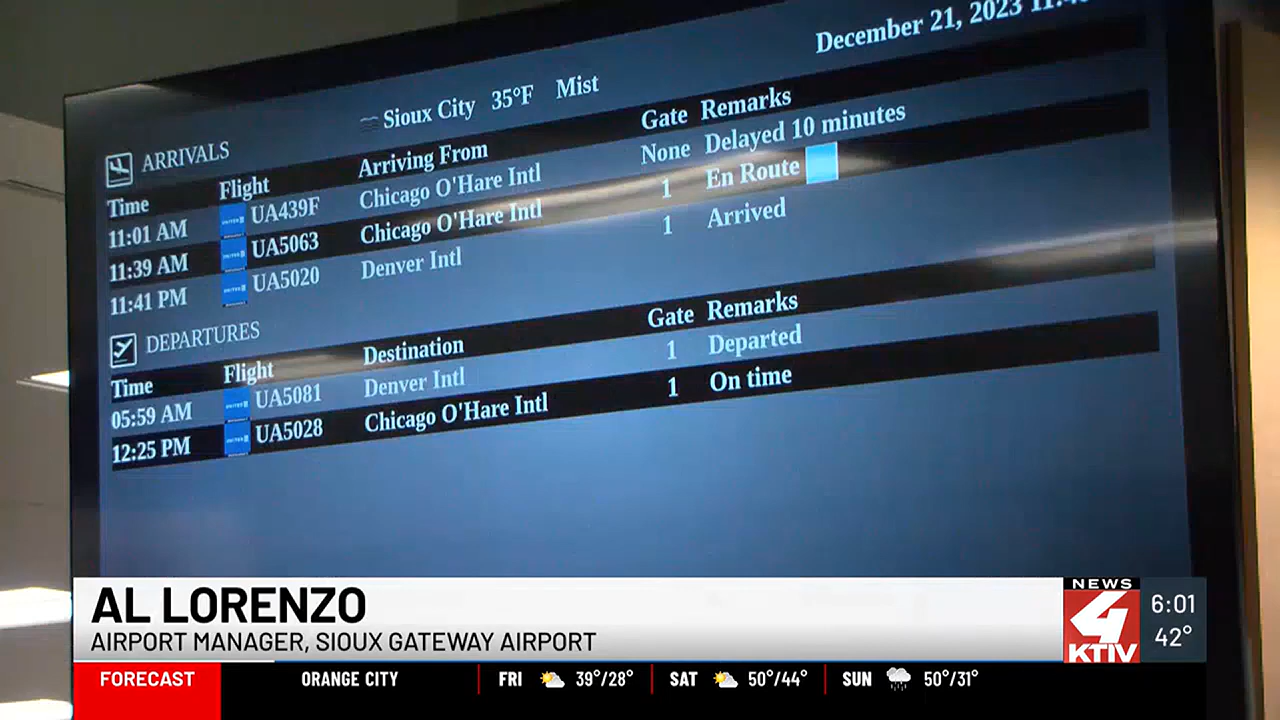 December 21, 2023
Sioux City 35°F Mist
ARRIVALS
Time Flight Arriving From Gate Remarks
11:01 AM UA439F Chicago O'Hare Intl None Delayed 10 minutes
11:39 AM UA5063 Chicago O'Hare Intl 1 En Route
11:41 PM UA5020 Denver Intl 1 Arrived
DEPARTURES
Time Flight Destination Gate Remarks
05:59 AM UA5081 Denver Intl 1 Departed
12:25 PM UA5028 Chicago O'Hare Intl 1 On time
AL LORENZO
AIRPORT MANAGER, SIOUX GATEWAY AIRPORT
NEWS
4
KTIV
6:01
42°
FORECAST ORANGE CITY FRI 39°/28° SAT 50°/44° SUN 50°/31°